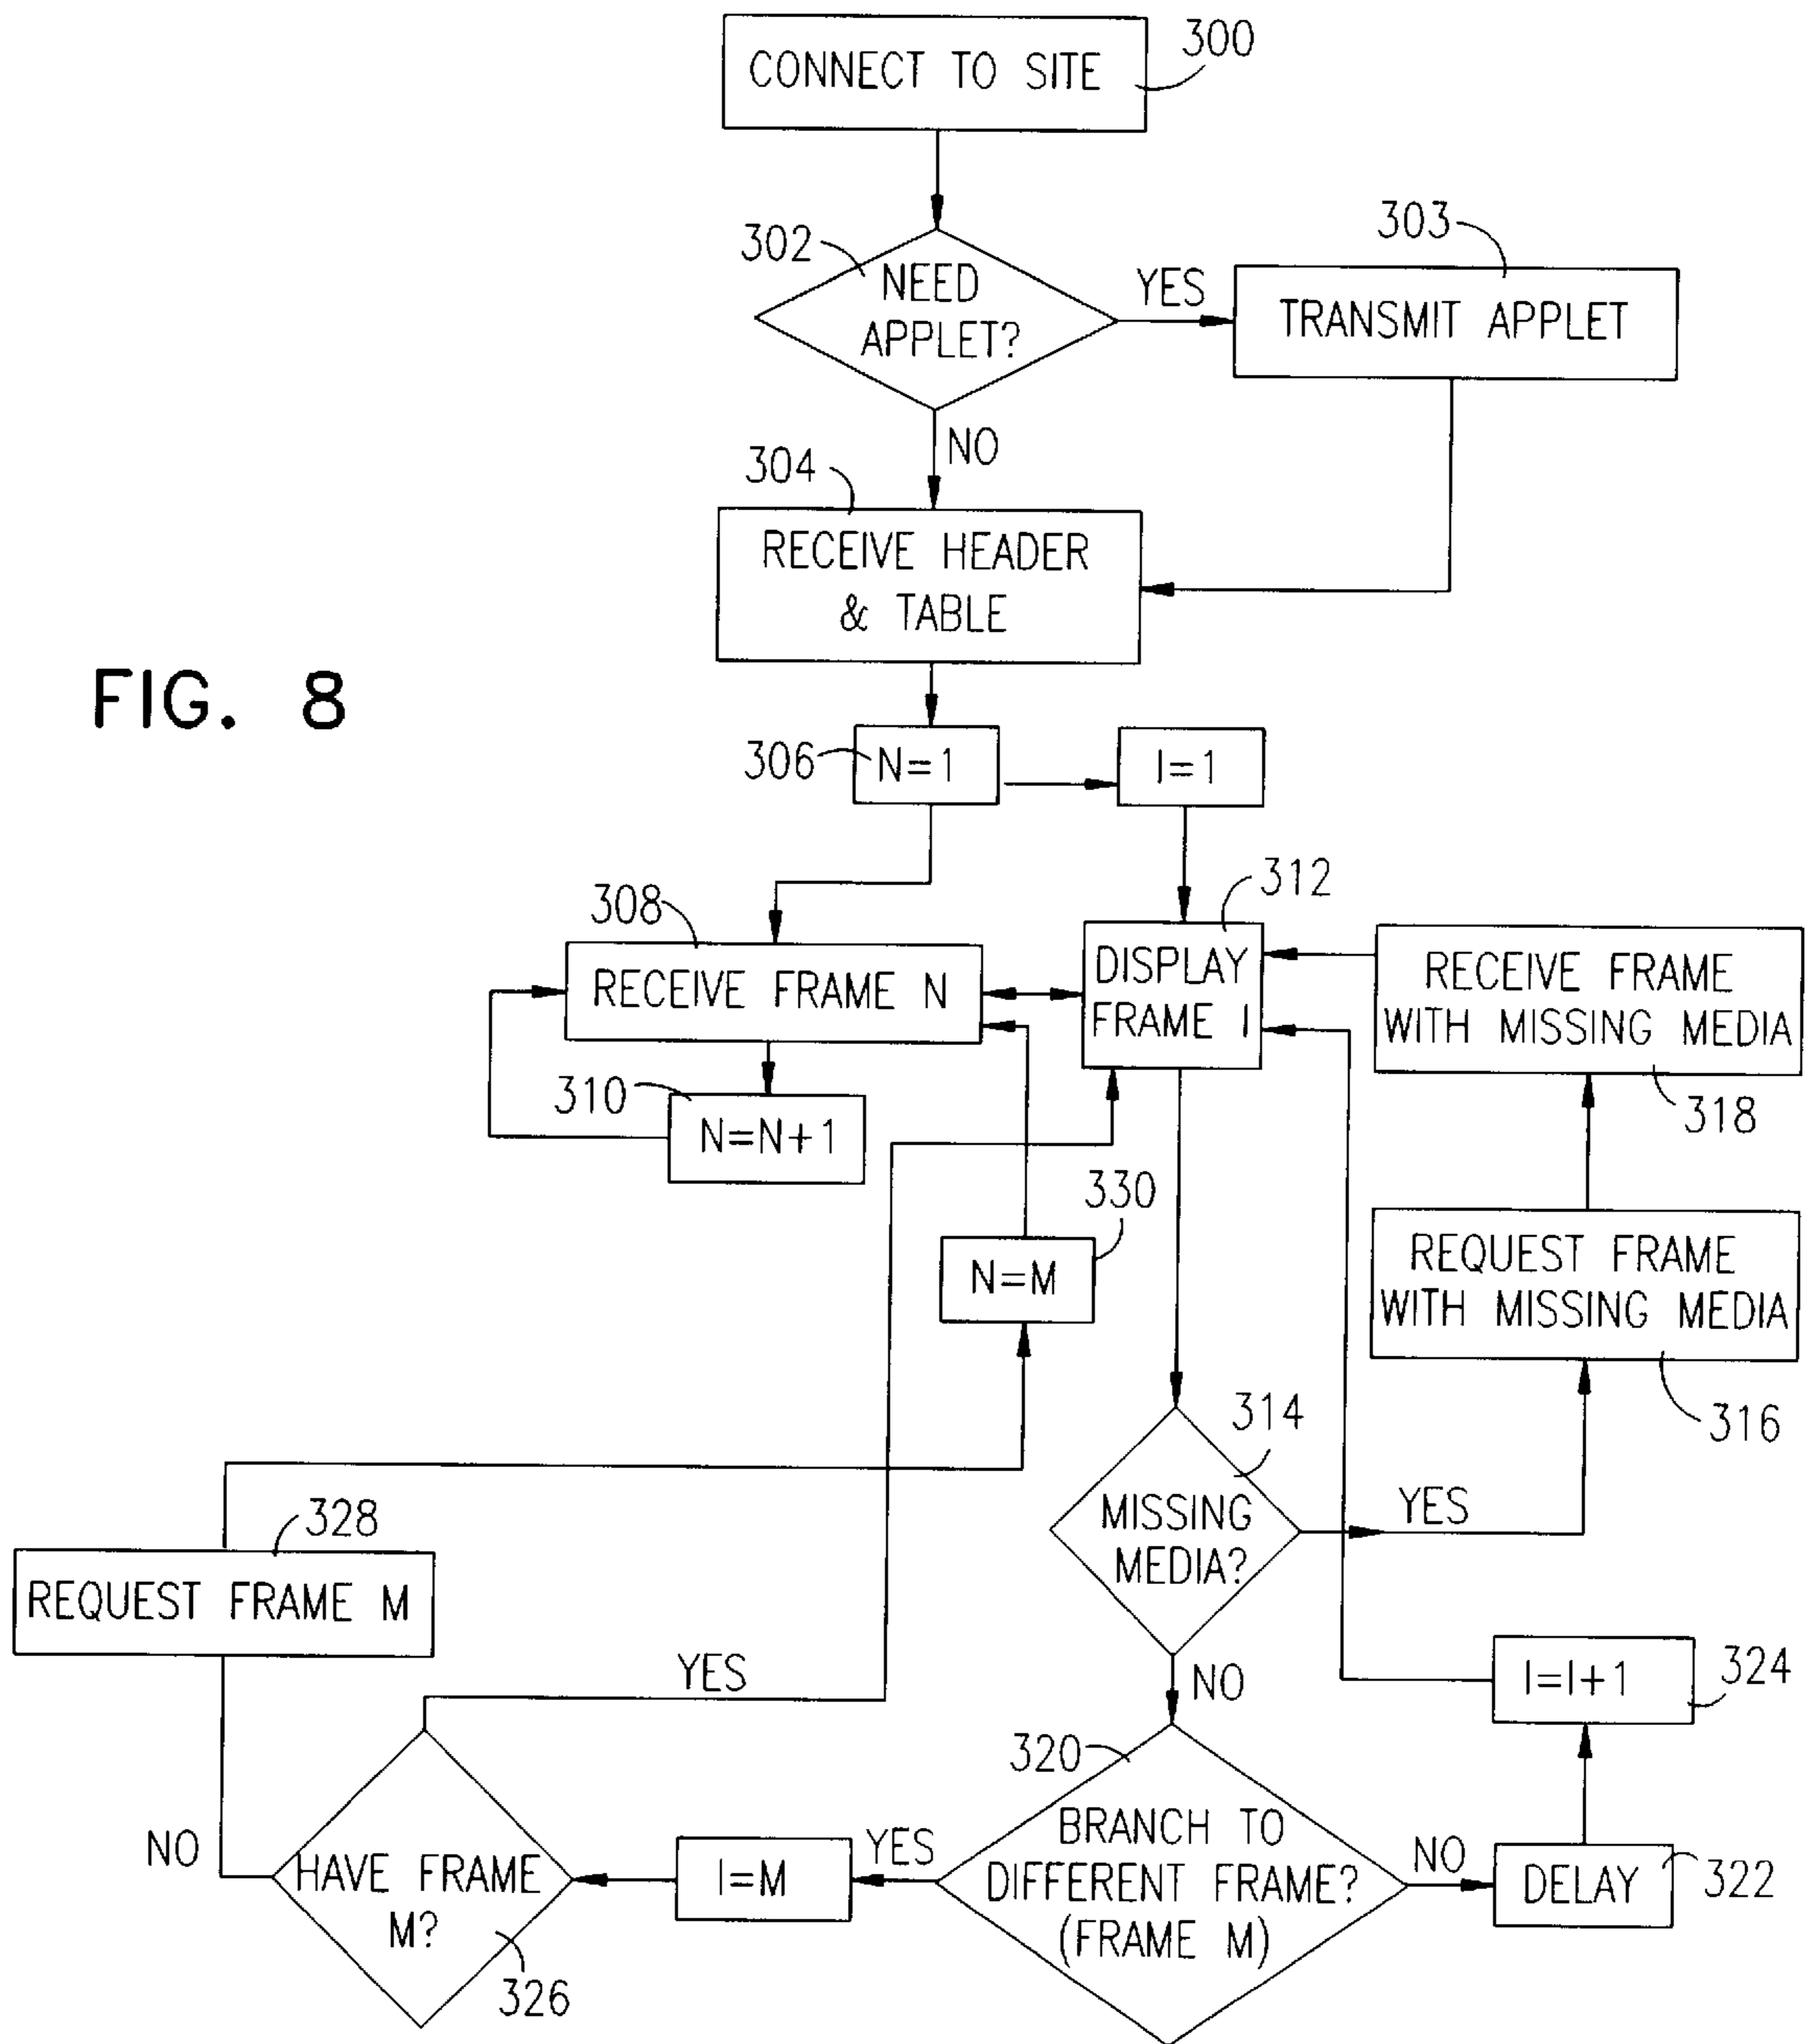 CONNECT TO SITE
300
302
NEED
APPLET?
YES
303
TRANSMIT APPLET
NO
304
RECEIVE HEADER
& TABLE
FIG. 8
306
N=1
I=1
308
RECEIVE FRAME N
312
DISPLAY
FRAME I
RECEIVE FRAME
WITH MISSING MEDIA
318
310
N=N+1
330
N=M
REQUEST FRAME
WITH MISSING MEDIA
316
314
MISSING
MEDIA?
YES
NO
328
REQUEST FRAME M
YES
I=I+1
324
320
BRANCH TO
DIFFERENT FRAME?
(FRAME M)
NO
DELAY
322
YES
I=M
NO
HAVE FRAME
M?
326